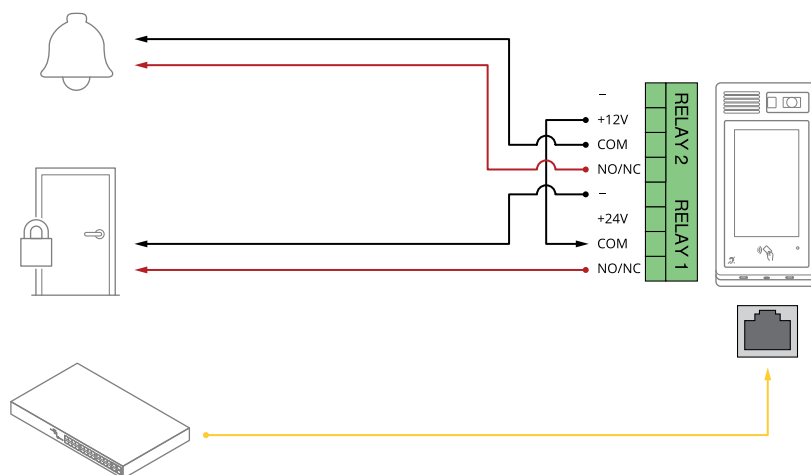 –
+12V
COM
NO/NC
–
+24V
COM
NO/NC
RELAY 2
RELAY 1